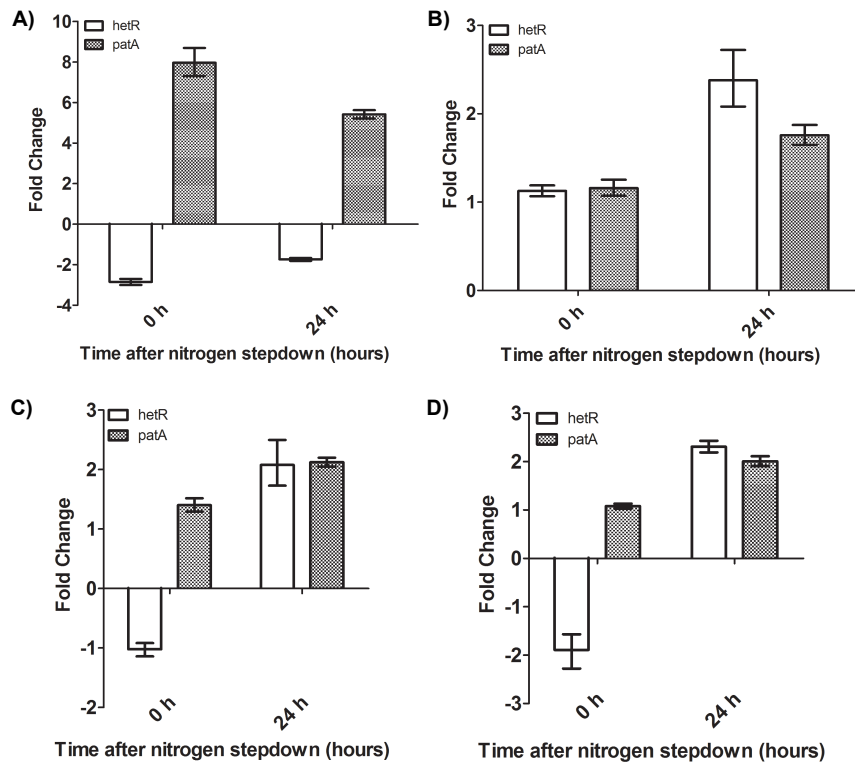 A)
hetR
patA
10
8
6
4
2
0
-2
-4
Fold Change
0 h
24 h
Time after nitrogen stepdown (hours)
B)
hetR
patA
3
2
1
0
Fold Change
0 h
24 h
Time after nitrogen stepdown (hours)
C)
hetR
patA
3
2
1
0
-1
-2
Fold Change
0 h
24 h
Time after nitrogen stepdown (hours)
D)
hetR
patA
3
2
1
0
-1
-2
-3
Fold Change
0 h
24 h
Time after nitrogen stepdown (hours)